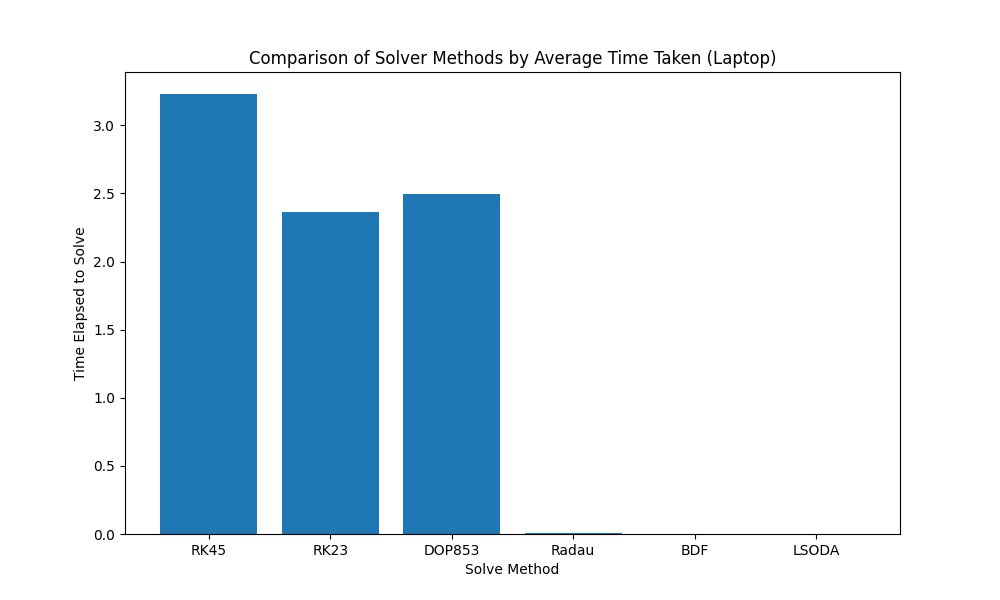 Comparison of Solver Methods by Average Time Taken (Laptop)
Time Elapsed to Solve
3.0
2.5
2.0
1.5
1.0
0.5
0.0
RK45 RK23 DOP853 Radau BDF LSODA
Solve Method